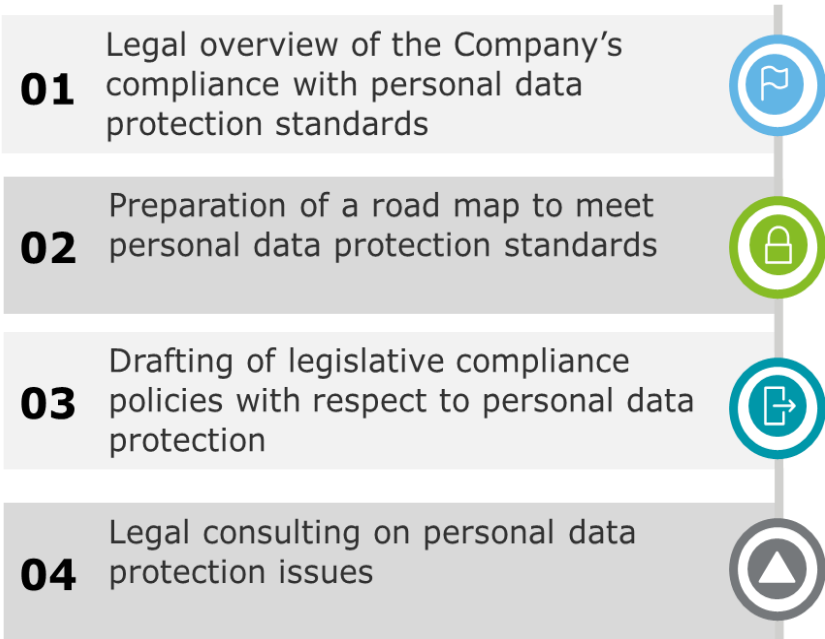 01
Legal overview of the Company’s
compliance with personal data
protection standards
02
Preparation of a road map to meet
personal data protection standards
03
Drafting of legislative compliance
policies with respect to personal data
protection
04
Legal consulting on personal data
protection issues